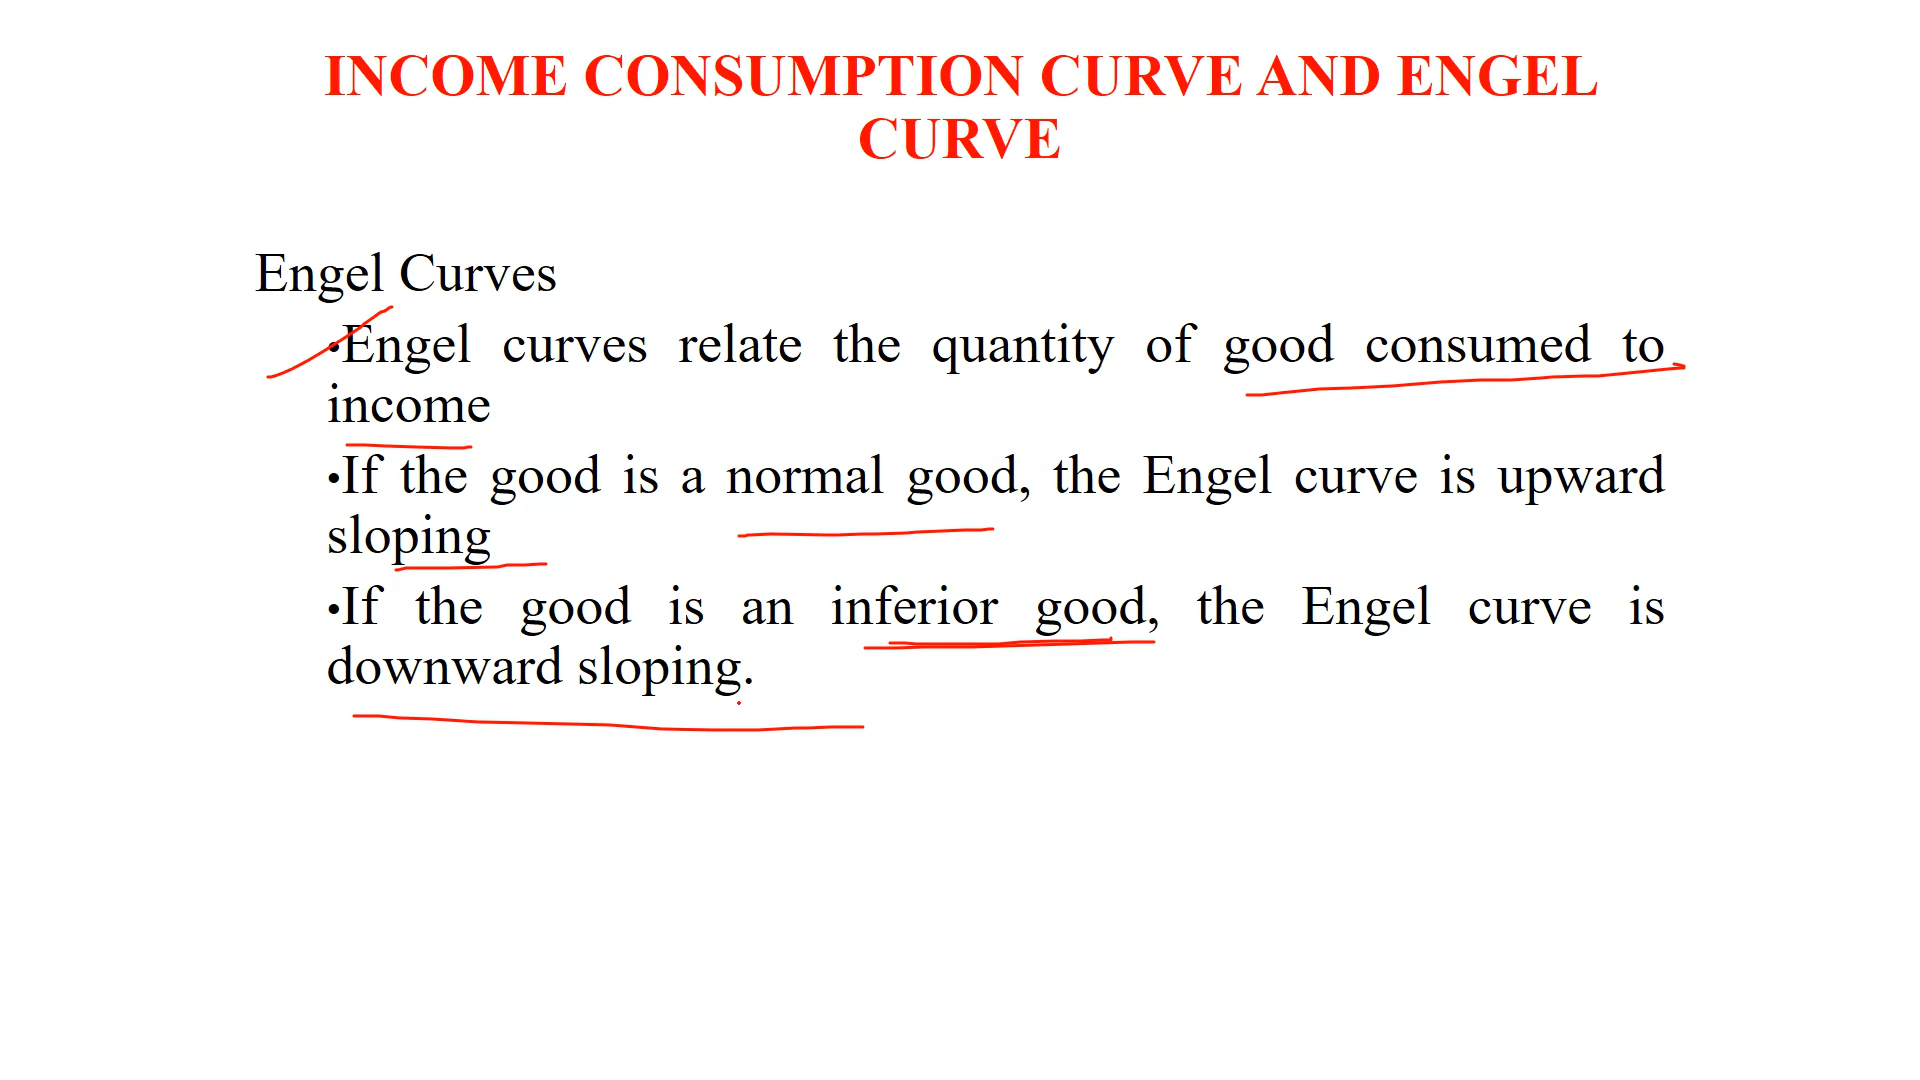 INCOME CONSUMPTION CURVE AND ENGEL
CURVE
Engel Curves
•Engel curves relate the quantity of good consumed to
income
•If the good is a normal good, the Engel curve is upward
sloping
•If the good is an inferior good, the Engel curve is
downward sloping.